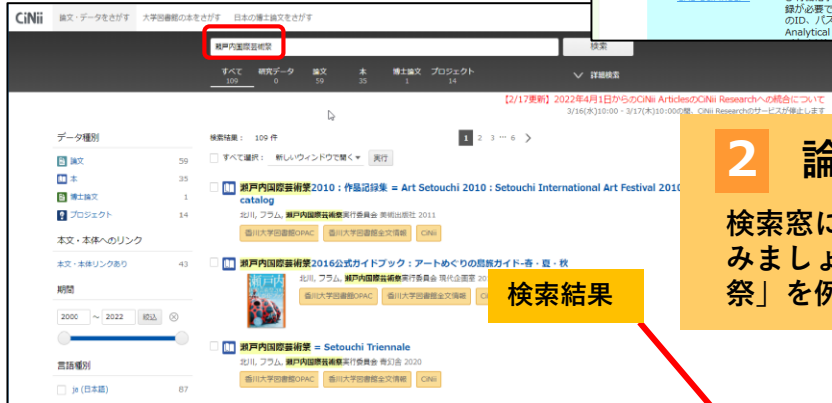 録が必要で
のID、パス
Analytical
CiNii 論文・データをさがす 大学図書館の本をさがす 日本の博士論文をさがす
瀬戸内国際芸術祭 検索
すべて 研究データ 論文 本 博士論文 プロジェクト 詳細検索
109 0 59 35 1 14
【2/17更新】2022年4月1日からのCiNii ArticlesのCiNii Researchへの統合について
3/16(水)10:00 - 3/17(木)10:00の間、CiNii Researchのサービスが停止します
データ種別
論文 59
本 35
博士論文 1
プロジェクト 14
本文・本体へのリンク
本文・本体リンクあり 43
期間
2000 ~ 2022 絞込
言語種別
ja (日本語) 87
検索結果: 109 件 1 2 3 … 6
すべて選択: 新しいウィンドウで開く 実行
瀬戸内国際芸術祭2010 : 作品記録集 = Art Setouchi 2010 : Setouchi International Art Festival 2010
catalog
北川, フラム, 瀬戸内国際芸術祭実行委員会 美術出版社 2011
香川大学図書館OPAC 香川大学図書館全文情報 CiNii
瀬戸内国際芸術祭2016公式ガイドブック : アートめぐりの島旅ガイド-春・夏・秋
北川, フラム, 瀬戸内国際芸術祭実行委員会 現代企画室 20
香川大学図書館OPAC 香川大学図書館全文情報
瀬戸内国際芸術祭 = Setouchi Triennale
北川, フラム, 瀬戸内国際芸術祭実行委員会 青幻舎 2020
香川大学図書館OPAC 香川大学図書館全文情報 CiNii
検索結果
2 論
検索窓に
みましょ
祭」を例